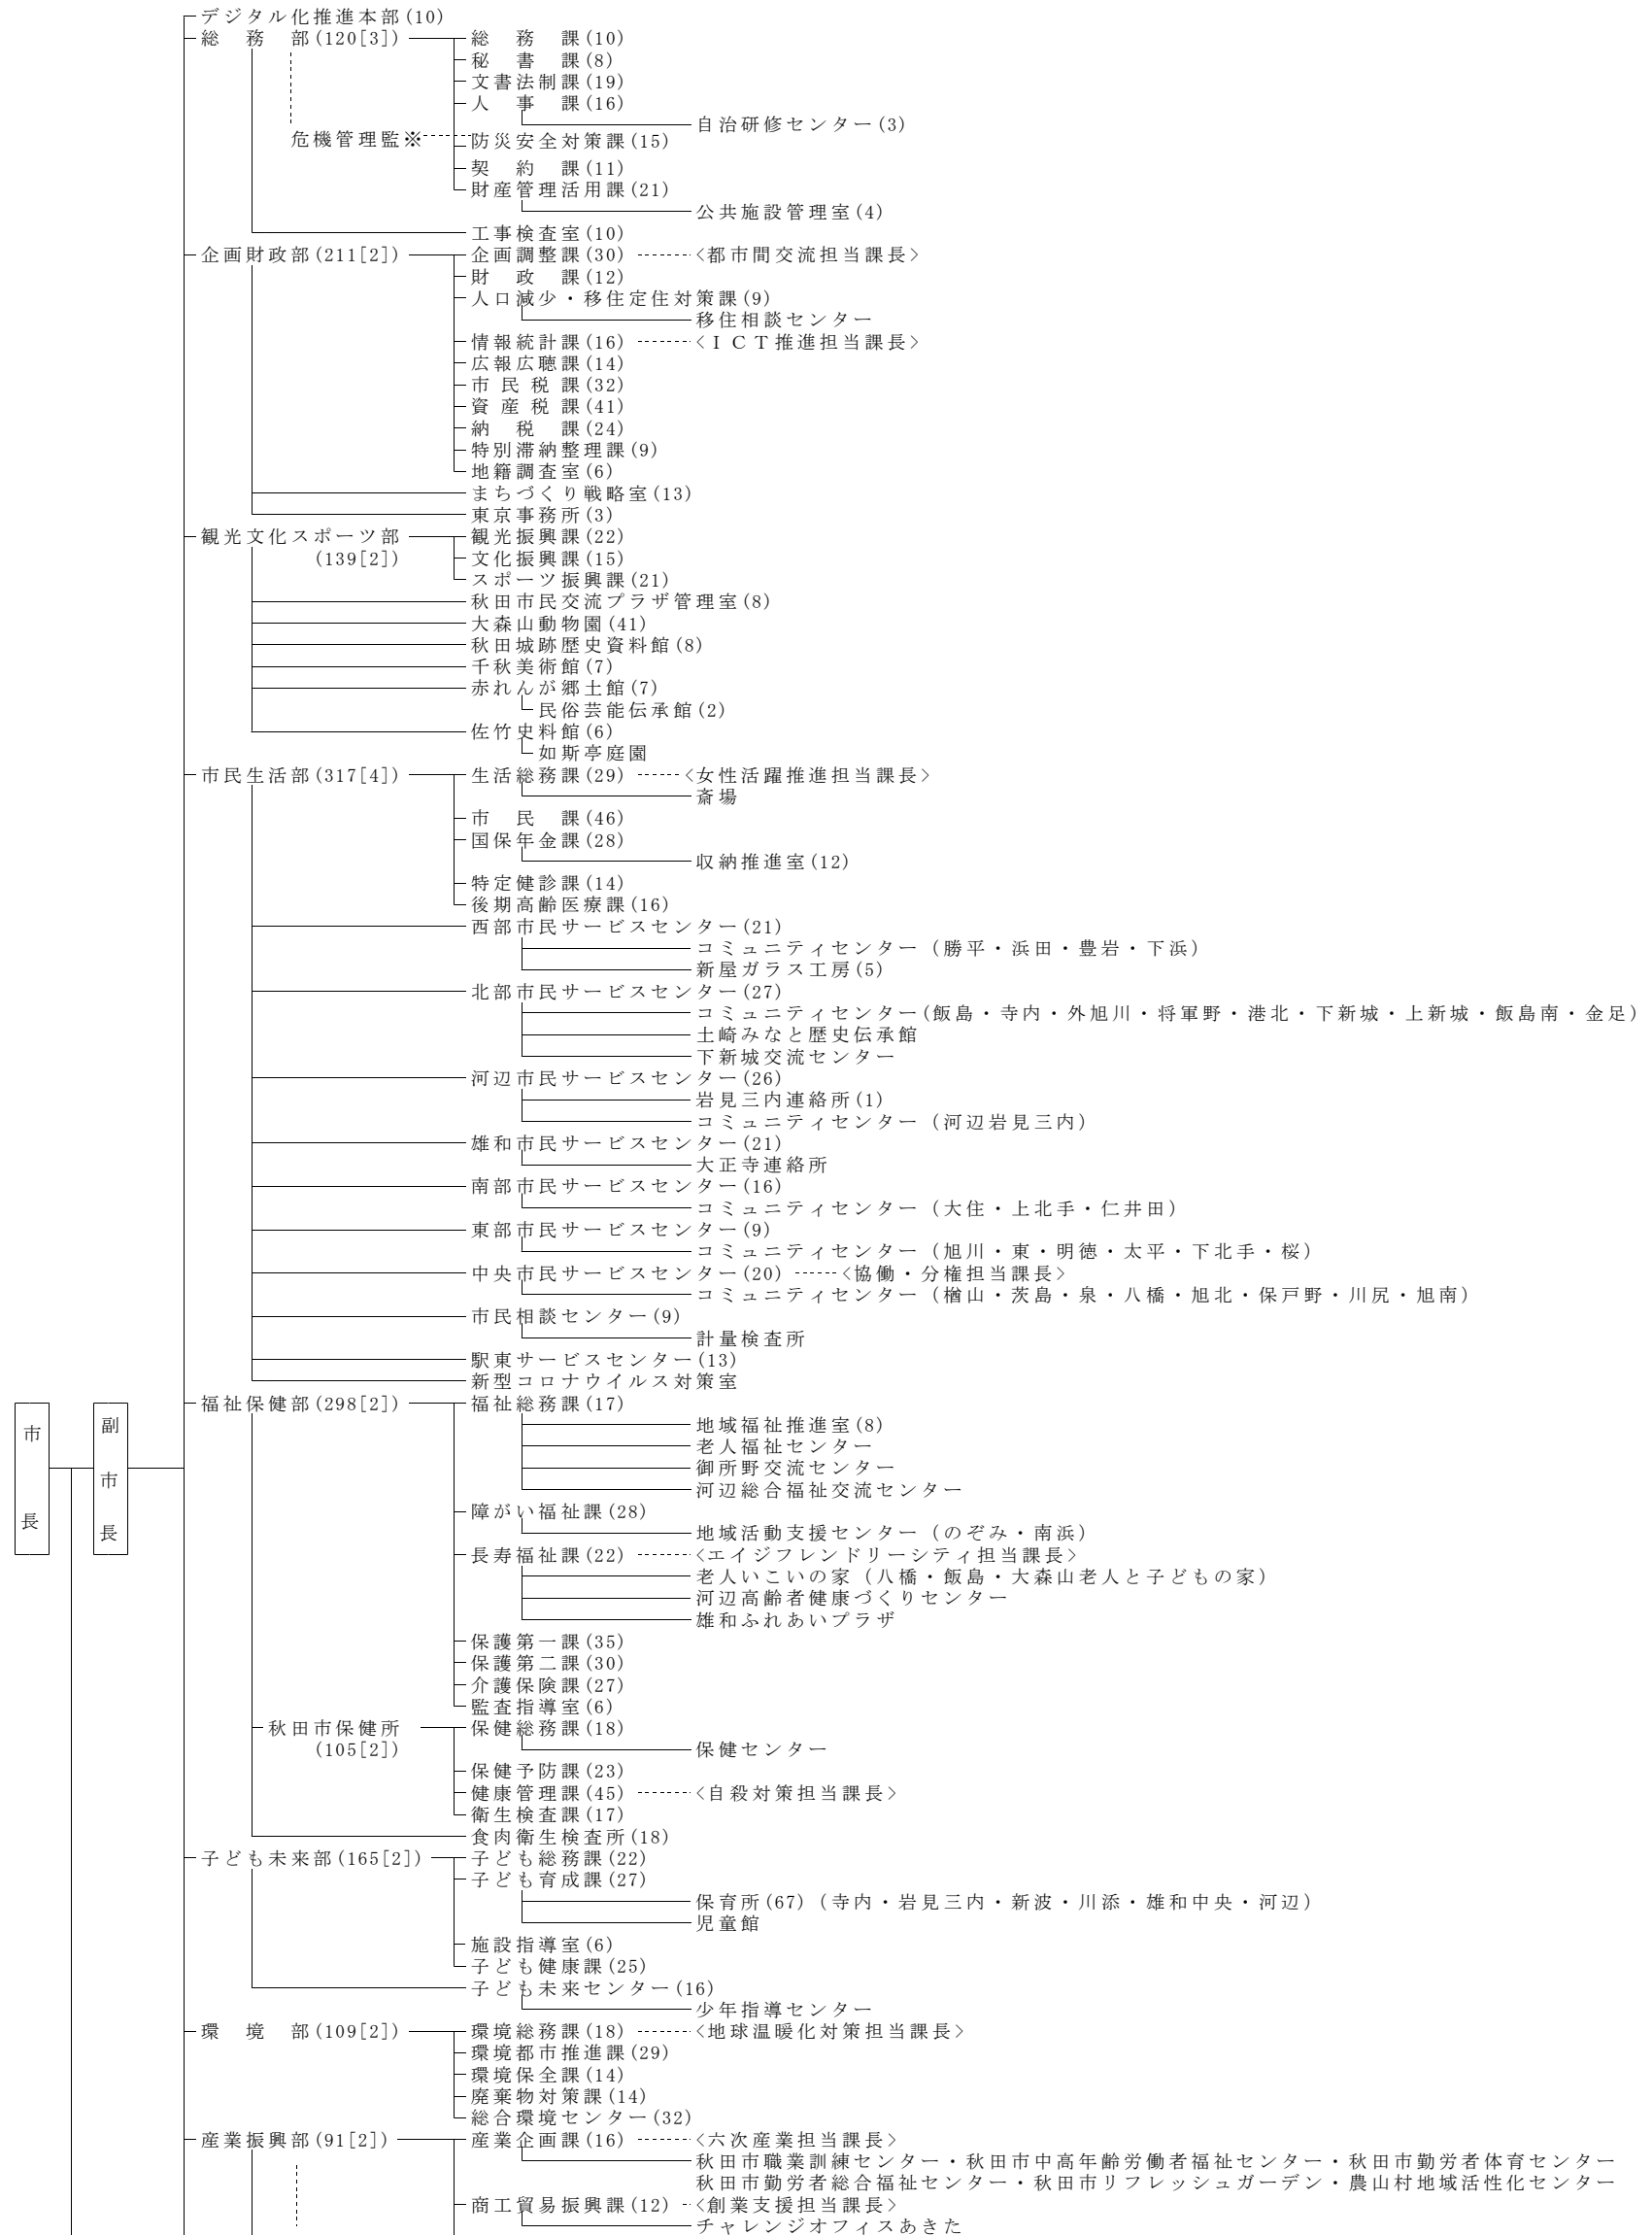 デジタル化推進本部(10)
総　務　部(120[3])　総　務　課(10)
秘　書　課(8)
文書法制課(19)
人　事　課(16)
自治研修センター(3)
危機管理監※　防災安全対策課(15)
契　約　課(11)
財産管理活用課(21)
公共施設管理室(4)
工事検査室(10)
企画財政部(211[2])　企画調整課(30)　〈都市間交流担当課長〉
財　政　課(12)
人口減少・移住定住対策課(9)
移住相談センター
情報統計課(16)　〈ＩＣＴ推進担当課長〉
広報広聴課(14)
市 民 税 課(32)
資 産 税 課(41)
納　税　課(24)
特別滞納整理課(9)
地籍調査室(6)
まちづくり戦略室(13)
東京事務所(3)
観光文化スポーツ部　観光振興課(22)
(139[2])　文化振興課(15)
スポーツ振興課(21)
秋田市民交流プラザ管理室(8)
大森山動物園(41)
秋田城跡歴史資料館(8)
千秋美術館(7)
赤れんが郷土館(7)
民俗芸能伝承館(2)
佐竹史料館(6)
如斯亭庭園
市民生活部(317[4])　生活総務課(29)　〈女性活躍推進担当課長〉
斎場
市　民　課(46)
国保年金課(28)
収納推進室(12)
特定健診課(14)
後期高齢医療課(16)
西部市民サービスセンター(21)
コミュニティセンター（勝平・浜田・豊岩・下浜）
新屋ガラス工房(5)
北部市民サービスセンター(27)
コミュニティセンター(飯島・寺内・外旭川・将軍野・港北・下新城・上新城・飯島南・金足)
土崎みなと歴史伝承館
下新城交流センター
河辺市民サービスセンター(26)
岩見三内連絡所(1)
コミュニティセンター（河辺岩見三内）
雄和市民サービスセンター(21)
大正寺連絡所
南部市民サービスセンター(16)
コミュニティセンター（大住・上北手・仁井田）
東部市民サービスセンター(9)
コミュニティセンター（旭川・東・明徳・太平・下北手・桜）
中央市民サービスセンター(20)　〈協働・分権担当課長〉
コミュニティセンター（楢山・茨島・泉・八橋・旭北・保戸野・川尻・旭南）
市民相談センター(9)
計量検査所
駅東サービスセンター(13)
新型コロナウイルス対策室
市長　副市長　福祉保健部(298[2])　福祉総務課(17)
地域福祉推進室(8)
老人福祉センター
御所野交流センター
河辺総合福祉交流センター
障がい福祉課(28)
地域活動支援センター（のぞみ・南浜）
長寿福祉課(22)　〈エイジフレンドリーシティ担当課長〉
老人いこいの家（八橋・飯島・大森山老人と子どもの家）
河辺高齢者健康づくりセンター
雄和ふれあいプラザ
保護第一課(35)
保護第二課(30)
介護保険課(27)
監査指導室(6)
秋田市保健所　保健総務課(18)
(105[2])　保健センター
保健予防課(23)
健康管理課(45)　〈自殺対策担当課長〉
衛生検査課(17)
食肉衛生検査所(18)
子ども未来部(165[2])　子ども総務課(22)
子ども育成課(27)
保育所(67)（寺内・岩見三内・新波・川添・雄和中央・河辺）
児童館
施設指導室(6)
子ども健康課(25)
子ども未来センター(16)
少年指導センター
環　境　部(109[2])　環境総務課(18)　〈地球温暖化対策担当課長〉
環境都市推進課(29)
環境保全課(14)
廃棄物対策課(14)
総合環境センター(32)
産業振興部(91[2])　産業企画課(16)　〈六次産業担当課長〉
秋田市職業訓練センター・秋田市中高年齢労働者福祉センター・秋田市勤労者体育センター
秋田市勤労者総合福祉センター・秋田市リフレッシュガーデン・農山村地域活性化センター
商工貿易振興課(12)　〈創業支援担当課長〉
チャレンジオフィスあきた